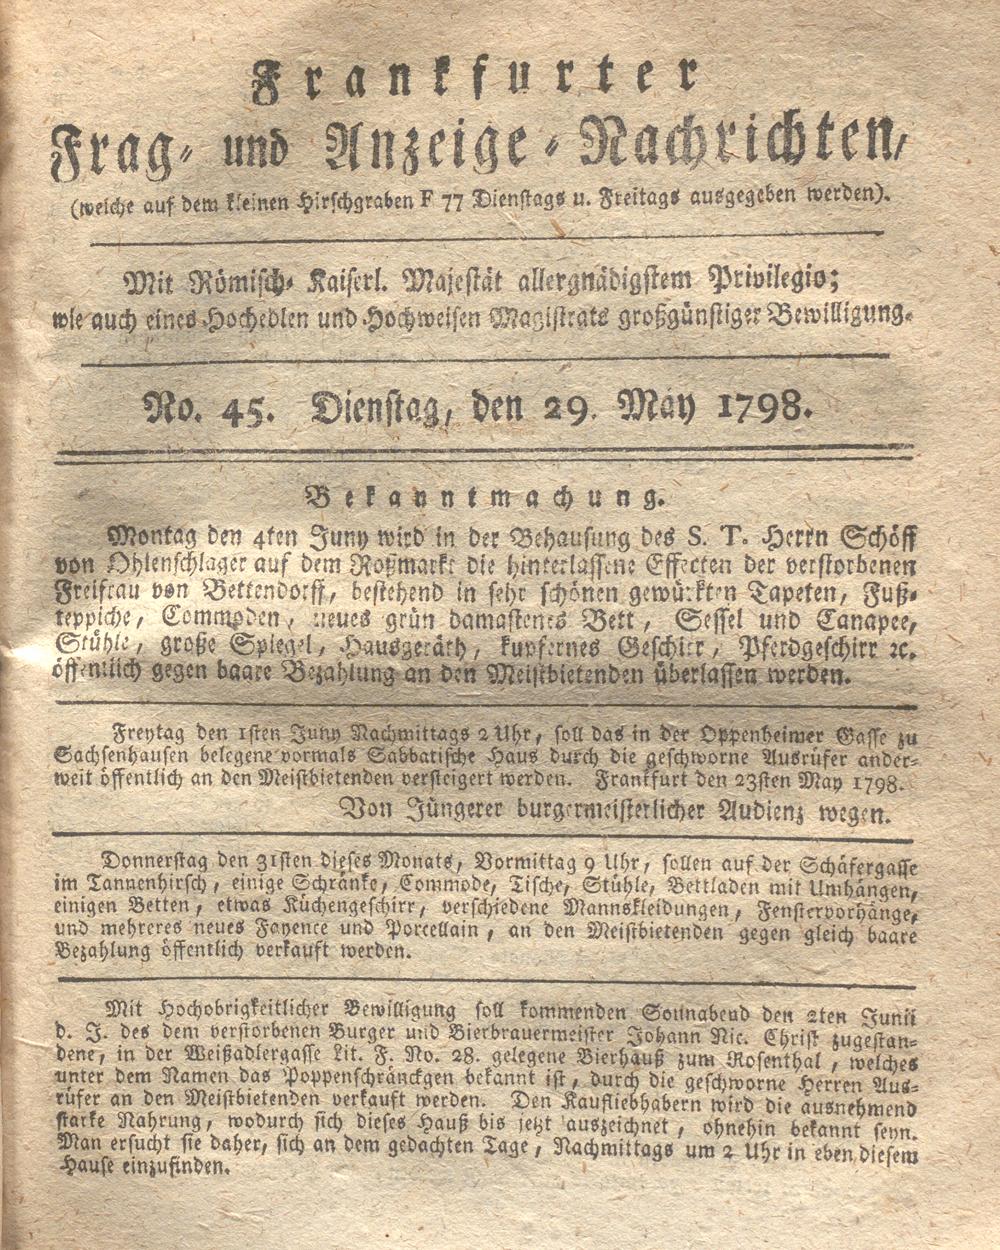 Frankfurter
Frag- und Anzeige-Nachrichten,
(welche auf dem kleinen Hirschgraben F 77 Dienstags u. Freitags ausgegeben werden).
Mit Römisch- Kaiserl. Majestät allergnädigstem Privilegio;
wie auch eines Hochedlen und Hochweisen Magistrats großgünstiger Bewilligung.
No. 45. Dienstag, den 29. May 1798.
Bekanntmachung.
Montag den 4ten Juny wird in der Behausung des S. T. Herrn Schöff
von Ohlenschlager auf dem Roßmarkt die hinterlassene Effecten der verstorbenen
Freifrau von Bettendorff, bestehend in sehr schönen gewürkten Tapeten, Fuß-
teppiche, Commoden, neues grün damastenes Bett, Sessel und Canapee,
Stühle, große Spiegel, Hausgeräth, kupfernes Geschirr, Pferdgeschirr ꝛc.
öffentlich gegen baare Bezahlung an den Meistbietenden überlassen werden.
Freytag den 1sten Juny Nachmittags 2 Uhr, soll das in der Oppenheimer Gasse zu
Sachsenhausen belegene vormals Sabbatische Haus durch die geschworne Ausrüfer ander-
weit öffentlich an den Meistbietenden versteigert werden. Frankfurt den 23sten May 1798.
Von Jüngerer burgermeisterlicher Audienz wegen.
Donnerstag den 31sten dieses Monats, Vormittag 9 Uhr, sollen auf der Schäfergasse
im Tannenhirsch, einige Schränke, Commode, Tische, Stühle, Bettladen mit Umhängen,
einigen Betten, etwas Küchengeschirr, verschiedene Mannskleidungen, Fenstervorhänge,
und mehreres neues Fayence und Porcellain, an den Meistbietenden gegen gleich baare
Bezahlung öffentlich verkauft werden.
Mit Hochobrigkeitlicher Bewilligung soll kommenden Sonnabend den 2ten Junii
d. J. des dem verstorbenen Burger und Bierbrauermeister Johann Nic. Christ zugestan-
dene, in der Weißadlergasse Lit. F. No. 28. gelegene Bierhauß zum Rosenthal, welches
unter dem Namen das Poppenschränckgen bekannt ist, durch die geschworne Herren Aus-
rüfer an den Meistbietenden verkauft werden. Den Kaufliebhabern wird die ausnehmend
starke Nahrung, wodurch sich dieses Hauß bis jetzt auszeichnet, ohnehin bekannt seyn.
Man ersucht sie daher, sich an dem gedachten Tage, Nachmittags um 2 Uhr in eben diesem
Hause einzufinden.